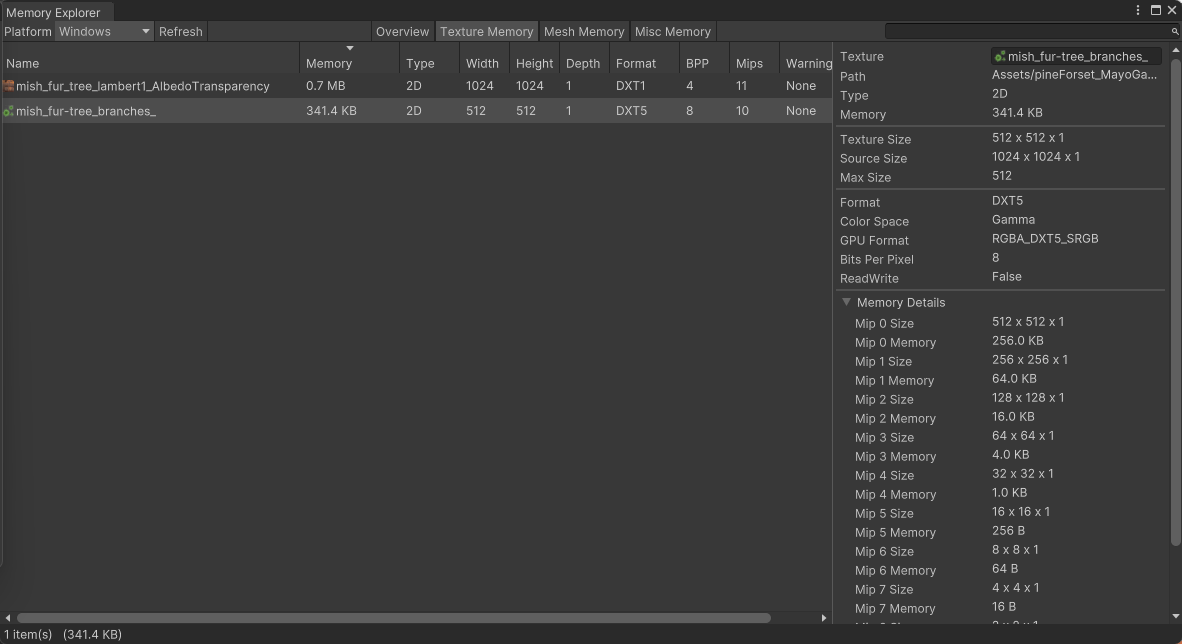 Memory Explorer
Platform Windows Refresh Overview Texture Memory Mesh Memory Misc Memory
Name Memory Type Width Height Depth Format BPP Mips Warning
mish_fur_tree_lambert1_AlbedoTransparency 0.7 MB 2D 1024 1024 1 DXT1 4 11 None
mish_fur-tree_branches_ 341.4 KB 2D 512 512 1 DXT5 8 10 None
Texture mish_fur-tree_branches_
Path Assets/pineForset_MayoGa...
Type 2D
Memory 341.4 KB
Texture Size 512 x 512 x 1
Source Size 1024 x 1024 x 1
Max Size 512
Format DXT5
Color Space Gamma
GPU Format RGBA_DXT5_SRGB
Bits Per Pixel 8
ReadWrite False
Memory Details
Mip 0 Size 512 x 512 x 1
Mip 0 Memory 256.0 KB
Mip 1 Size 256 x 256 x 1
Mip 1 Memory 64.0 KB
Mip 2 Size 128 x 128 x 1
Mip 2 Memory 16.0 KB
Mip 3 Size 64 x 64 x 1
Mip 3 Memory 4.0 KB
Mip 4 Size 32 x 32 x 1
Mip 4 Memory 1.0 KB
Mip 5 Size 16 x 16 x 1
Mip 5 Memory 256 B
Mip 6 Size 8 x 8 x 1
Mip 6 Memory 64 B
Mip 7 Size 4 x 4 x 1
Mip 7 Memory 16 B
1 item(s) (341.4 KB)